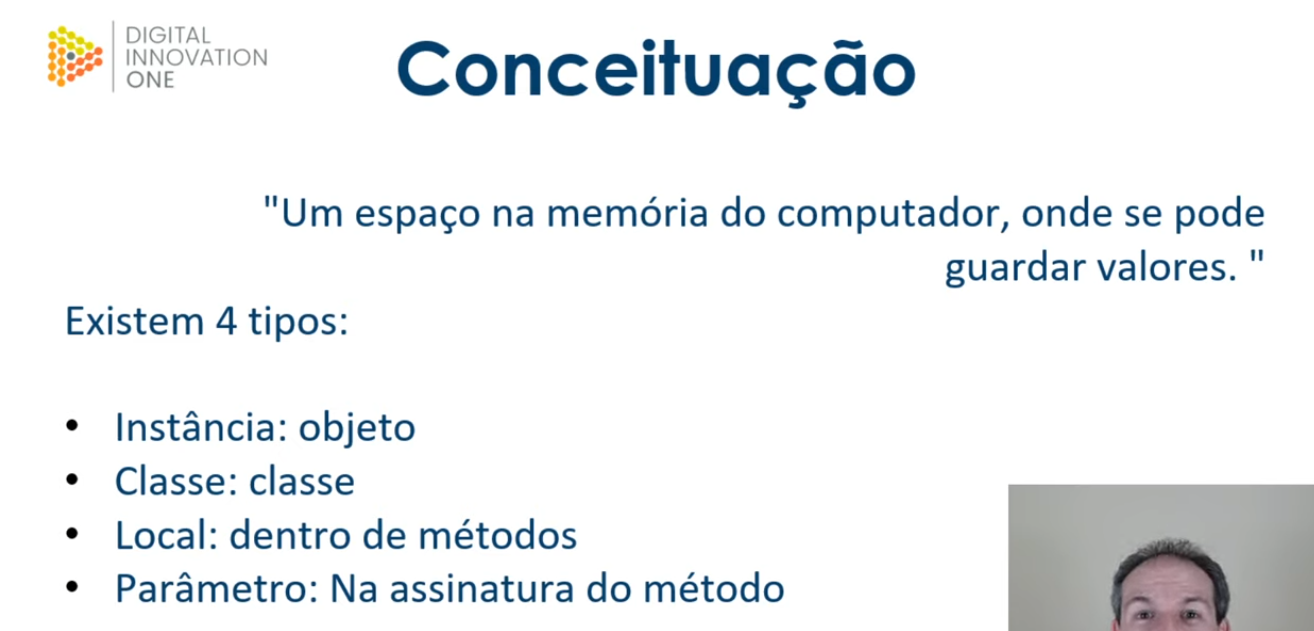 DIGITAL
INNOVATION
ONE
Conceituação
"Um espaço na memória do computador, onde se pode
guardar valores. "
Existem 4 tipos:
• Instância: objeto
• Classe: classe
• Local: dentro de métodos
• Parâmetro: Na assinatura do método